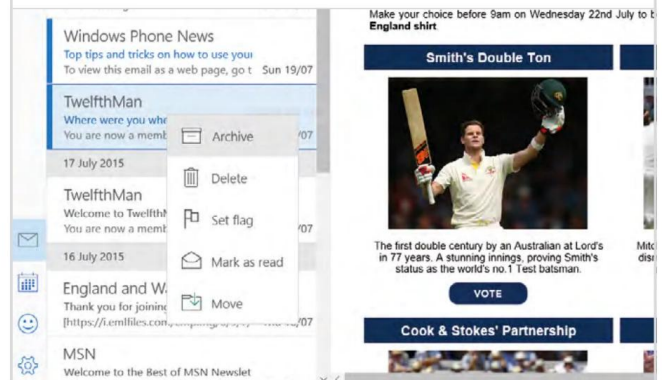 Windows Phone News
Top tips and tricks on how to use your
To view this email as a web page, go t Sun 19/07
TwelfthMan
Where were you whe
You are now a memb /07
17 July 2015
TwelfthMan
Welcome to Twelfth
You are now a memb /07
16 July 2015
England and W
Thank you for joining
MSN
Welcome to the Best of MSN Newslet
Archive
Delete
Set flag
Mark as read
Move
Make your choice before 9am on Wednesday 22nd July to b
England shirt.
Smith's Double Ton
The first double century by an Australian at Lord's
in 77 years. A stunning innings, proving Smith's
status as the world's no.1 Test batsman.
VOTE
Mitc
Cook & Stokes' Partnership